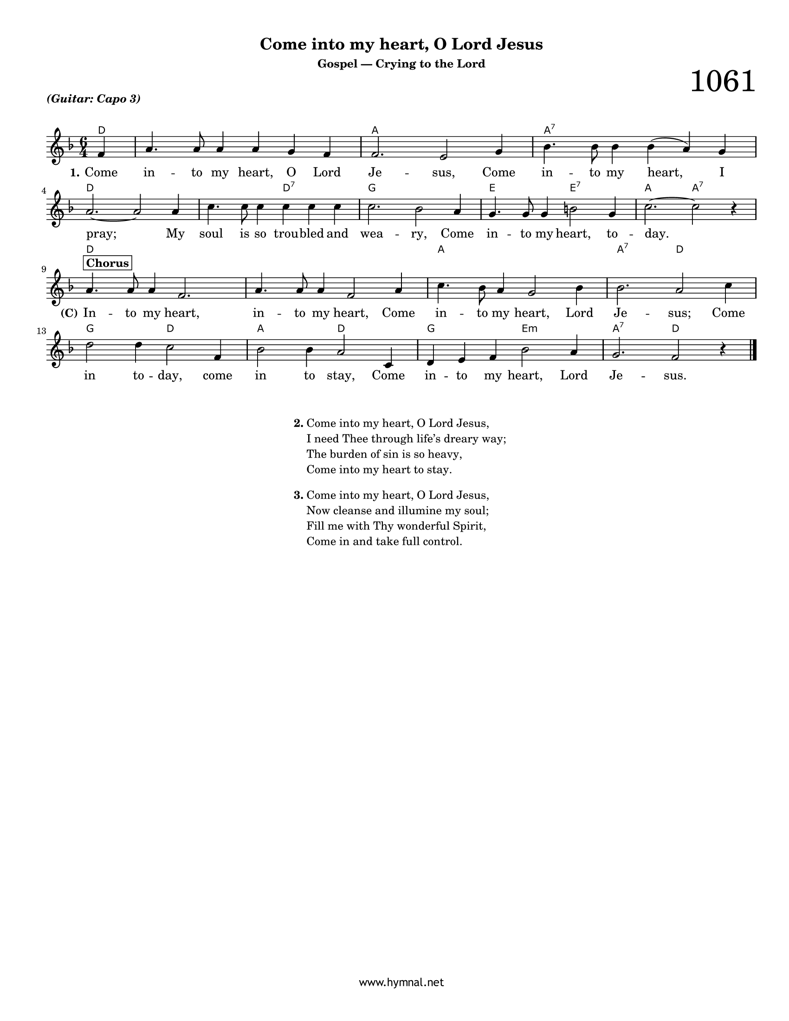 Come into my heart, O Lord Jesus
Gospel — Crying to the Lord
1061
(Guitar: Capo 3)
D A A7
6
4
1. Come in - to my heart, O Lord Je - sus, Come in - to my heart, I
4
D D7 G E E7 A A7
pray; My soul is so troubled and wea - ry, Come in - to my heart, to - day.
D A A7 D
Chorus
9
(C) In - to my heart, in - to my heart, Come in - to my heart, Lord Je - sus; Come
13
G D A D G Em A7 D
in to - day, come in to stay, Come in - to my heart, Lord Je - sus.
2. Come into my heart, O Lord Jesus,
I need Thee through life's dreary way;
The burden of sin is so heavy,
Come into my heart to stay.
3. Come into my heart, O Lord Jesus,
Now cleanse and illumine my soul;
Fill me with Thy wonderful Spirit,
Come in and take full control.
www.hymnal.net